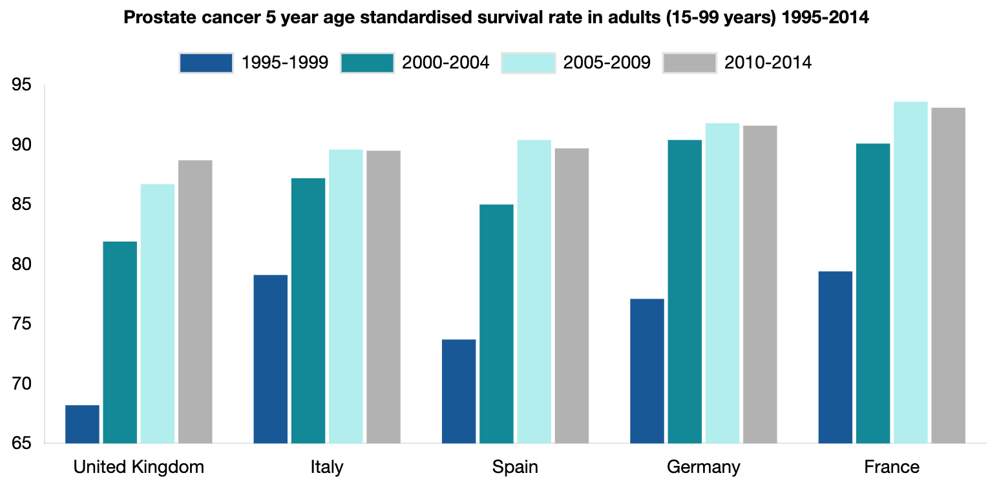 Prostate cancer 5 year age standardised survival rate in adults (15-99 years) 1995-2014
1995-1999 2000-2004 2005-2009 2010-2014
95
90
85
80
75
70
65
United Kingdom Italy Spain Germany France